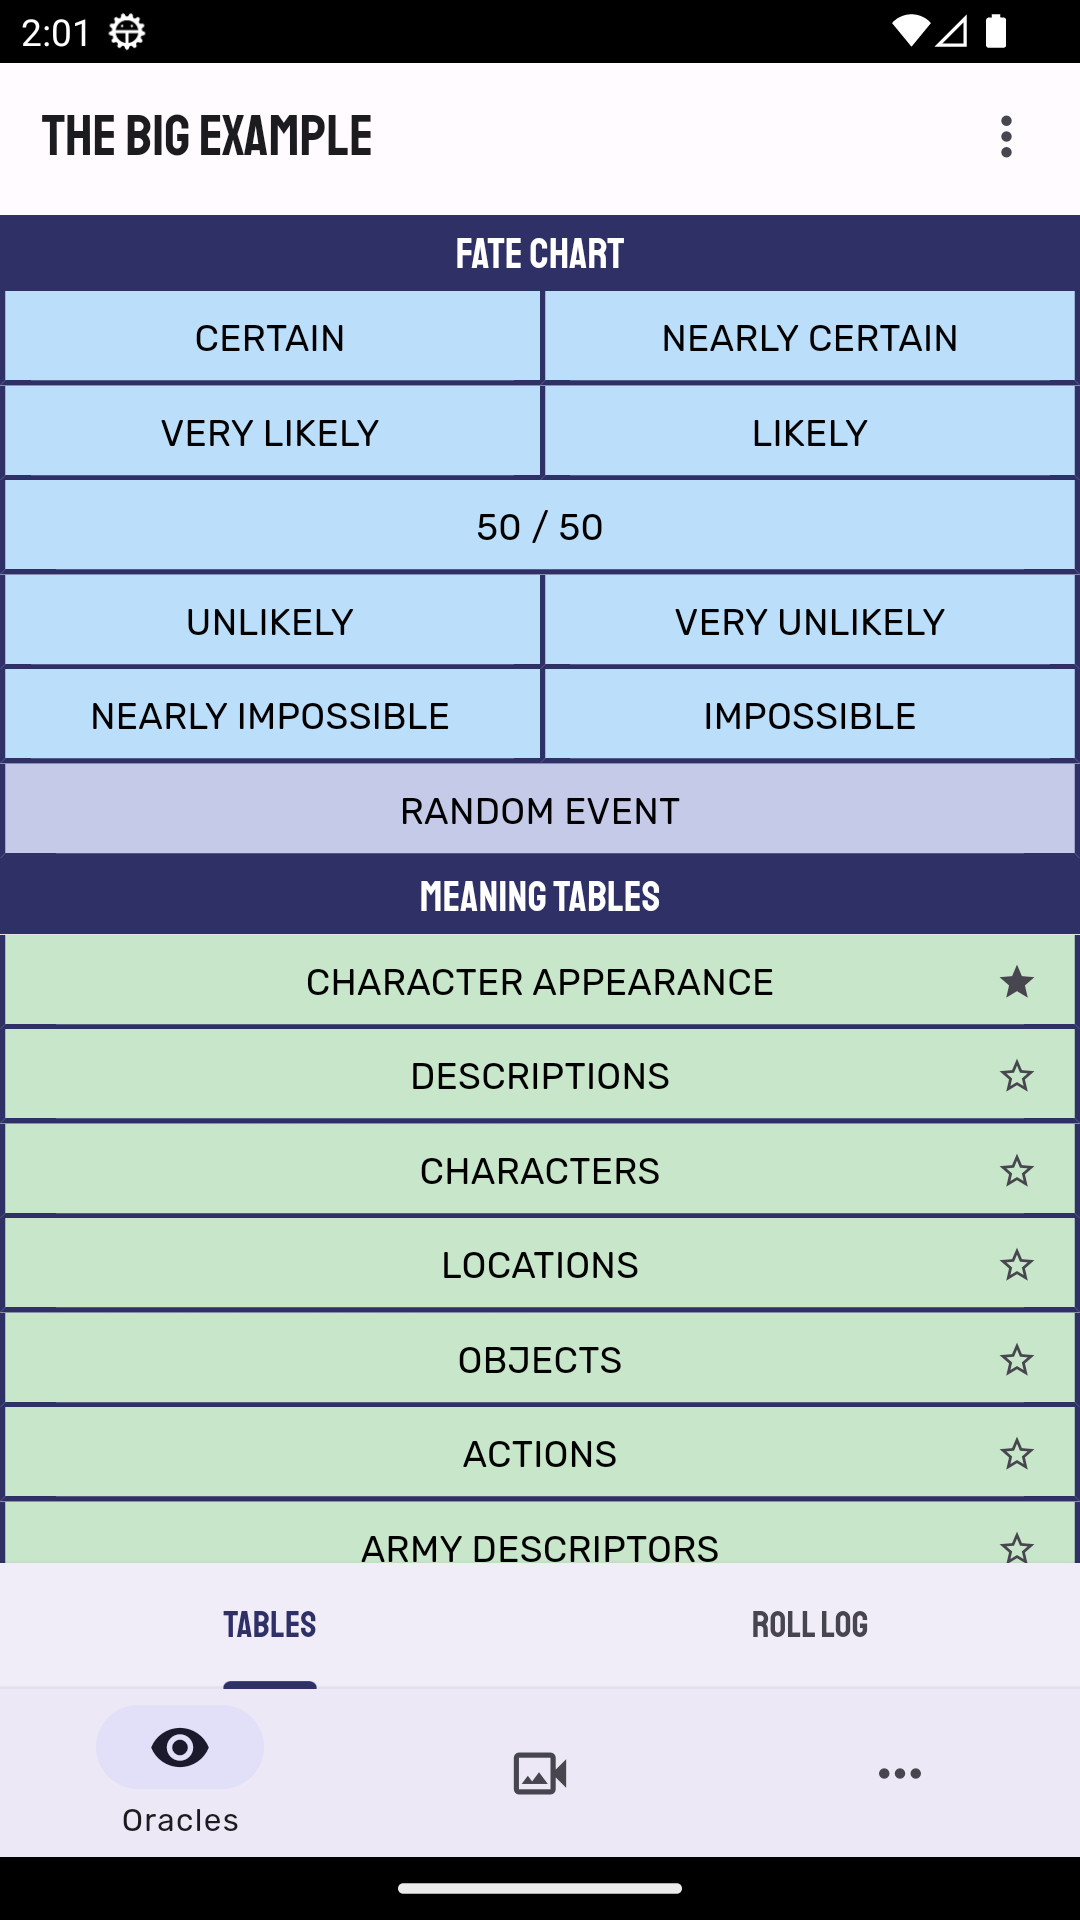 2:01
THE BIG EXAMPLE
FATE CHART
CERTAIN
NEARLY CERTAIN
VERY LIKELY
LIKELY
50 / 50
UNLIKELY
VERY UNLIKELY
NEARLY IMPOSSIBLE
IMPOSSIBLE
RANDOM EVENT
MEANING TABLES
CHARACTER APPEARANCE
DESCRIPTIONS
CHARACTERS
LOCATIONS
OBJECTS
ACTIONS
ARMY DESCRIPTORS
TABLES
ROLL LOG
Oracles